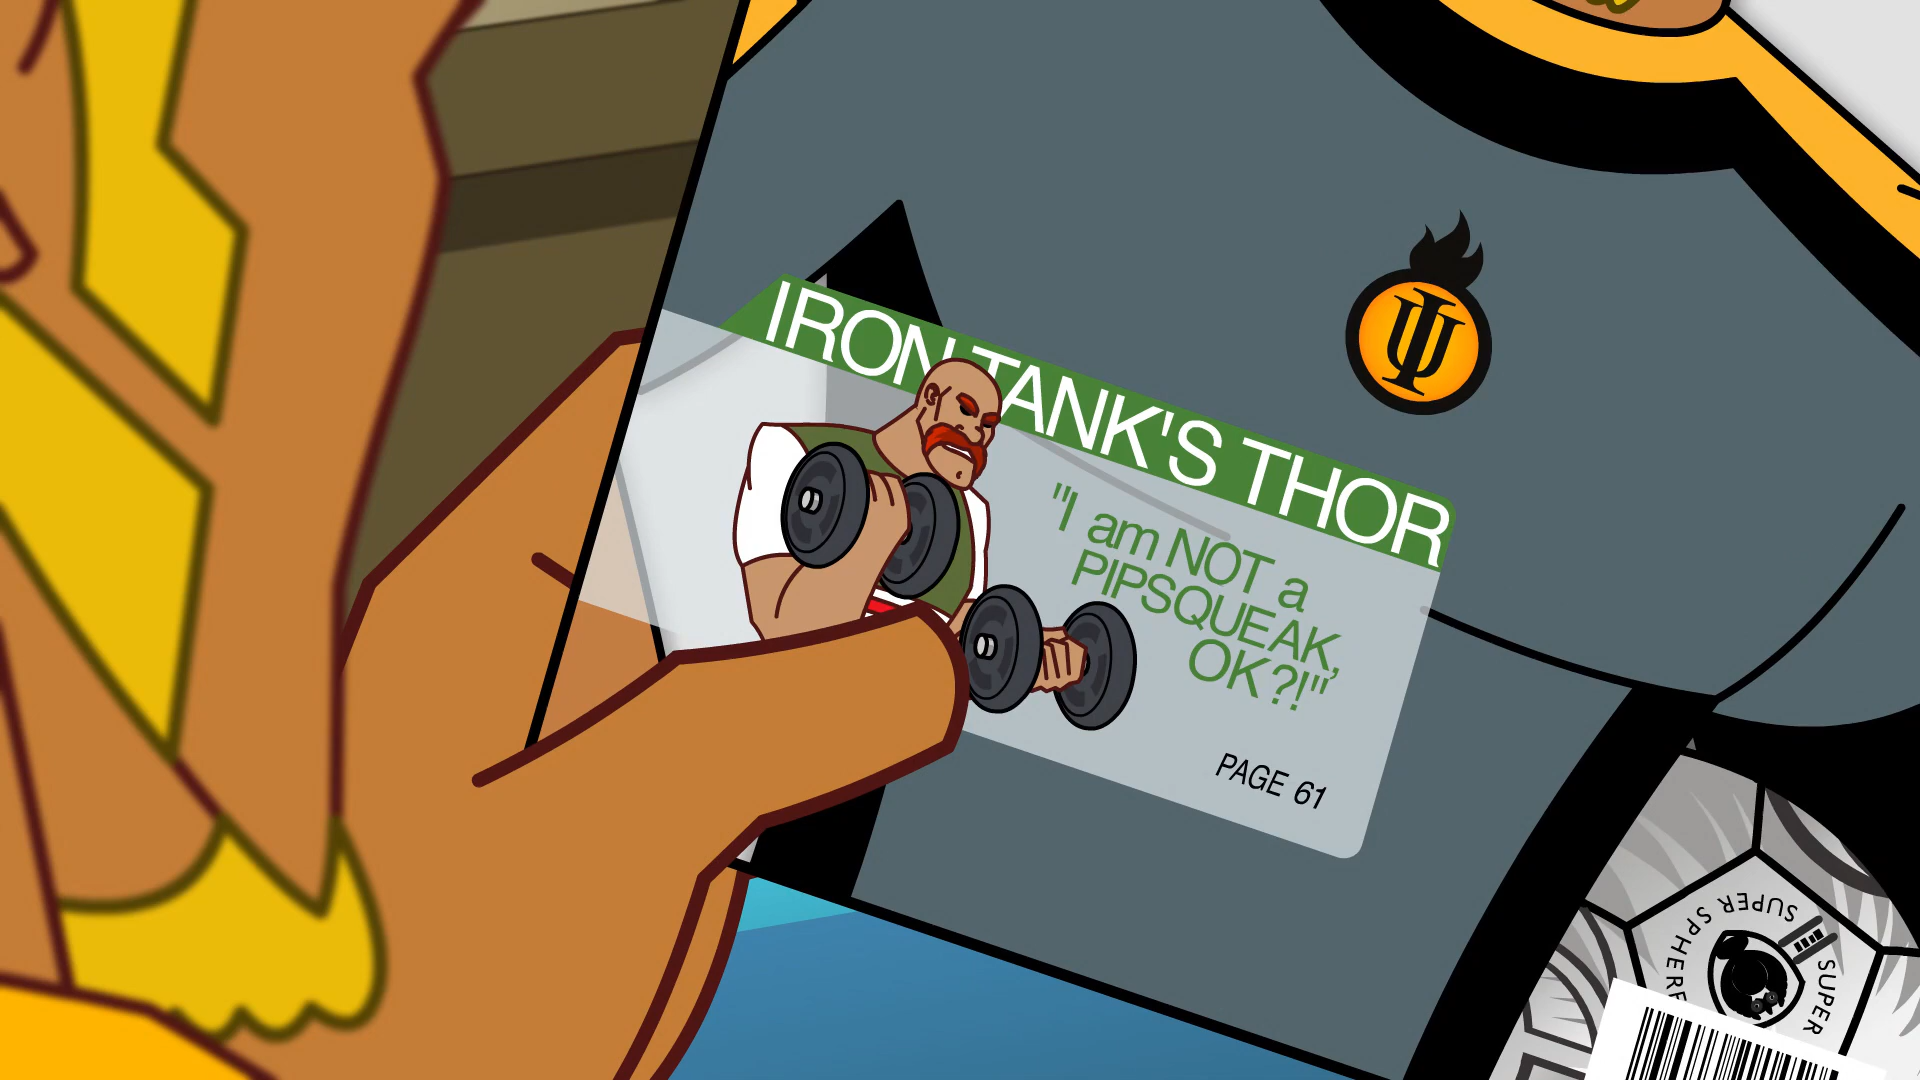 IRON TANK'S THOR
"I am NOT a
PIPSQUEAK,
OK?!"
PAGE 61
SUPER SPHERE
SUPER